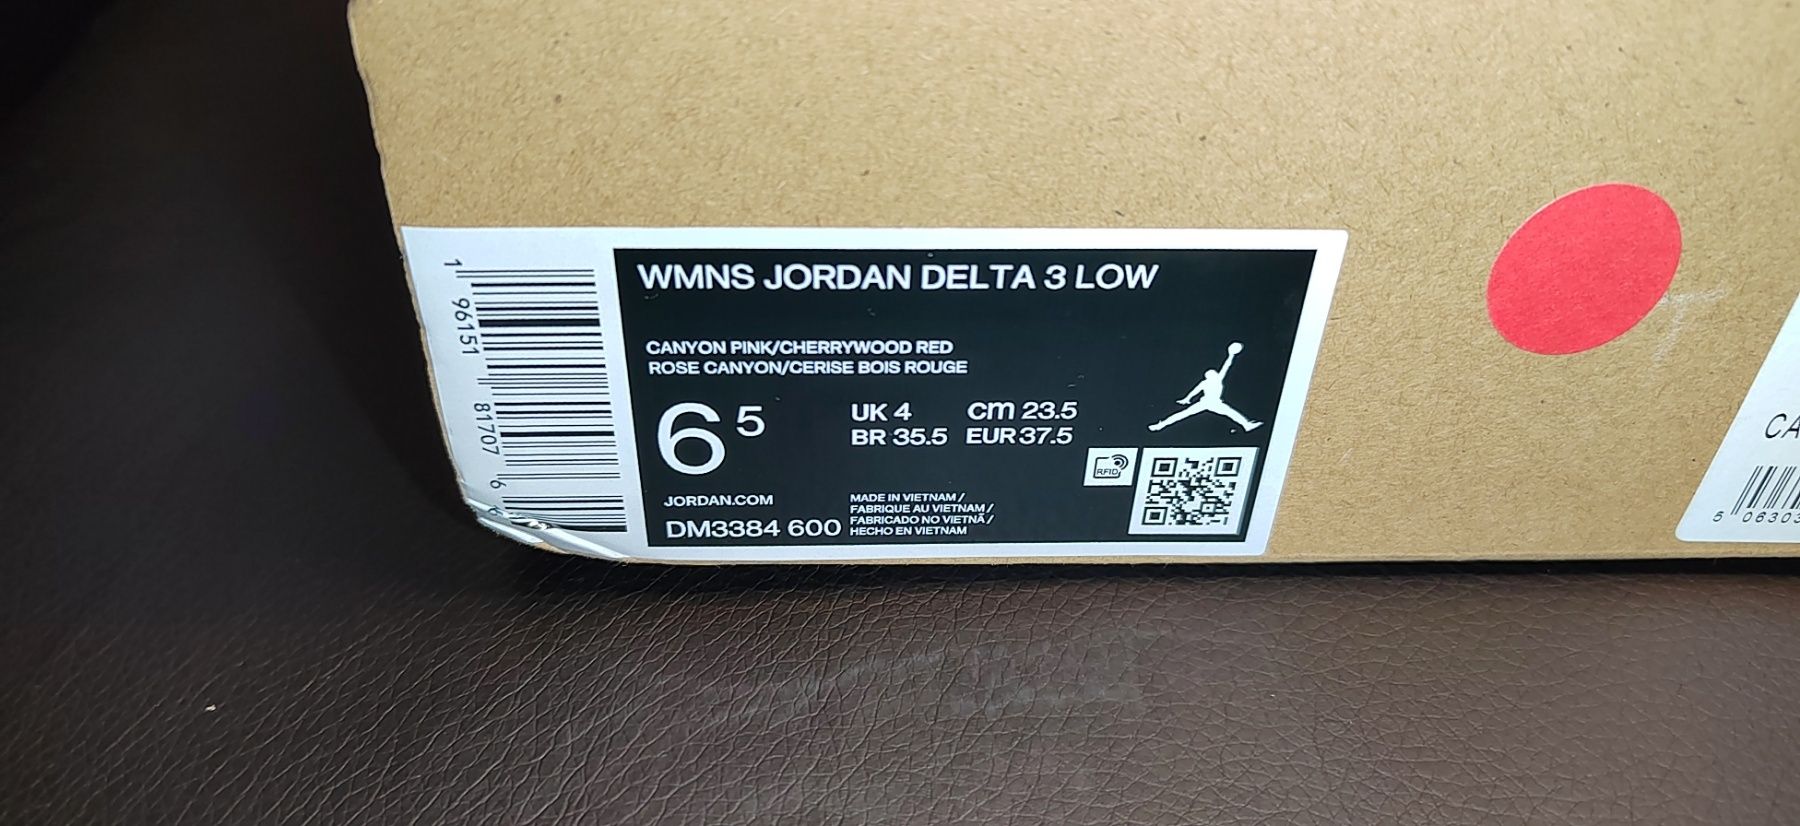 WMNS JORDAN DELTA 3 LOW
CANYON PINK/CHERRYWOOD RED
ROSE CANYON/CERISE BOIS ROUGE
6 5
UK 4 cm 23.5
BR 35.5 EUR 37.5
RFID
JORDAN.COM
DM3384 600
MADE IN VIETNAM /
FABRIQUE AU VIETNAM /
FABRICADO NO VIETNÃ /
HECHO EN VIETNAM
1 96151 81707 6
CA
5 06303